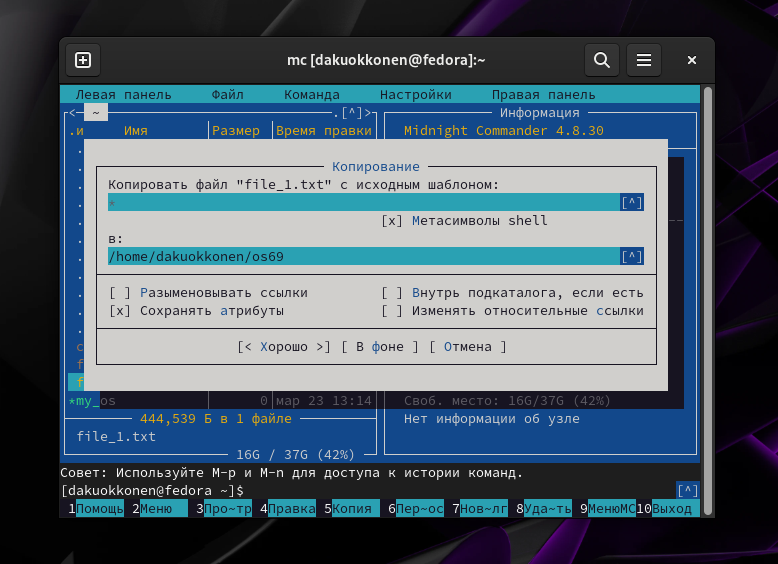 mc [dakuokkonen@fedora]:~
Левая панель Файл Команда Настройки Правая панель
<─ ~ .[^]> Информация
.и Имя Размер Время правки Midnight Commander 4.8.30
Копирование
Копировать файл "file_1.txt" с исходным шаблоном:
* [^]
[x] Метасимволы shell
в:
/home/dakuokkonen/os69 [^]
[ ] Разыменовывать ссылки [ ] Внутрь подкаталога, если есть
[x] Сохранять атрибуты [ ] Изменять относительные ссылки
[< Хорошо >] [ В фоне ] [ Отмена ]
*my_os 0 мар 23 13:14 Своб. место: 16G/37G (42%)
444,539 Б в 1 файле Нет информации об узле
file_1.txt
16G / 37G (42%)
Совет: Используйте M-p и M-n для доступа к истории команд.
[dakuokkonen@fedora ~]$ [^]
1Помощь 2Меню 3Про~тр 4Правка 5Копия 6Пер~ос 7Нов~лг 8Уда~ть 9МенюMC 10Выход